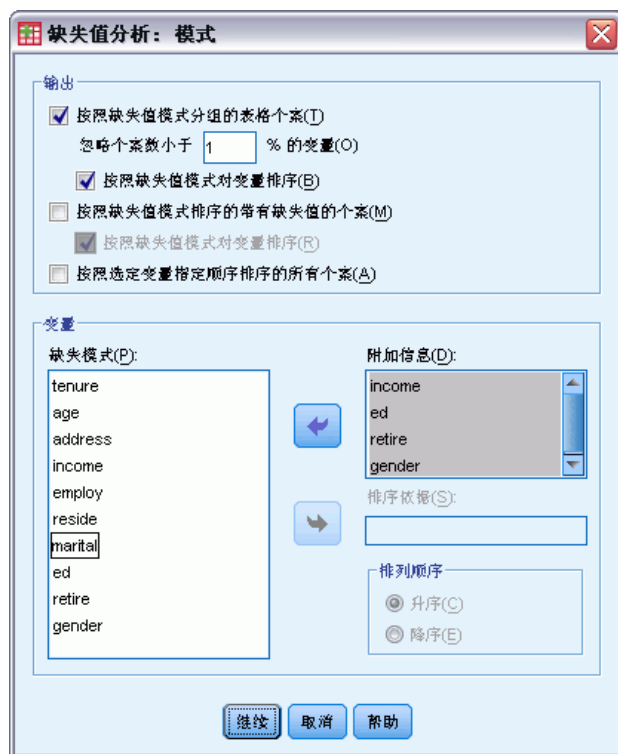 缺失值分析：模式
输出
按照缺失值模式分组的表格个案(T)
忽略个案数小于 1 % 的变量(O)
按照缺失值模式对变量排序(B)
按照缺失值模式排序的带有缺失值的个案(M)
按照缺失值模式对变量排序(R)
按照选定变量指定顺序排序的所有个案(A)
变量
缺失模式(P):
tenure
age
address
income
employ
reside
marital
ed
retire
gender
附加信息(D):
income
ed
retire
gender
排序依据(S):
排列顺序
升序(C)
降序(E)
继续 取消 帮助